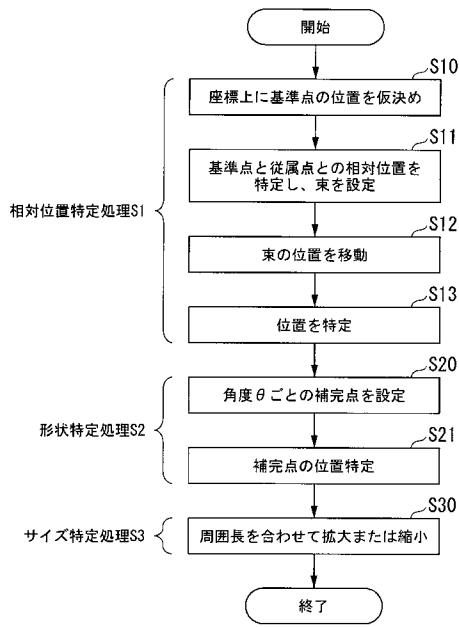 開始
S10
座標上に基準点の位置を仮決め
S11
基準点と従属点との相対位置を
特定し、束を設定
相対位置特定処理S1
S12
束の位置を移動
S13
位置を特定
S20
角度θごとの補完点を設定
形状特定処理S2
S21
補完点の位置特定
S30
サイズ特定処理S3
周囲長を合わせて拡大または縮小
終了